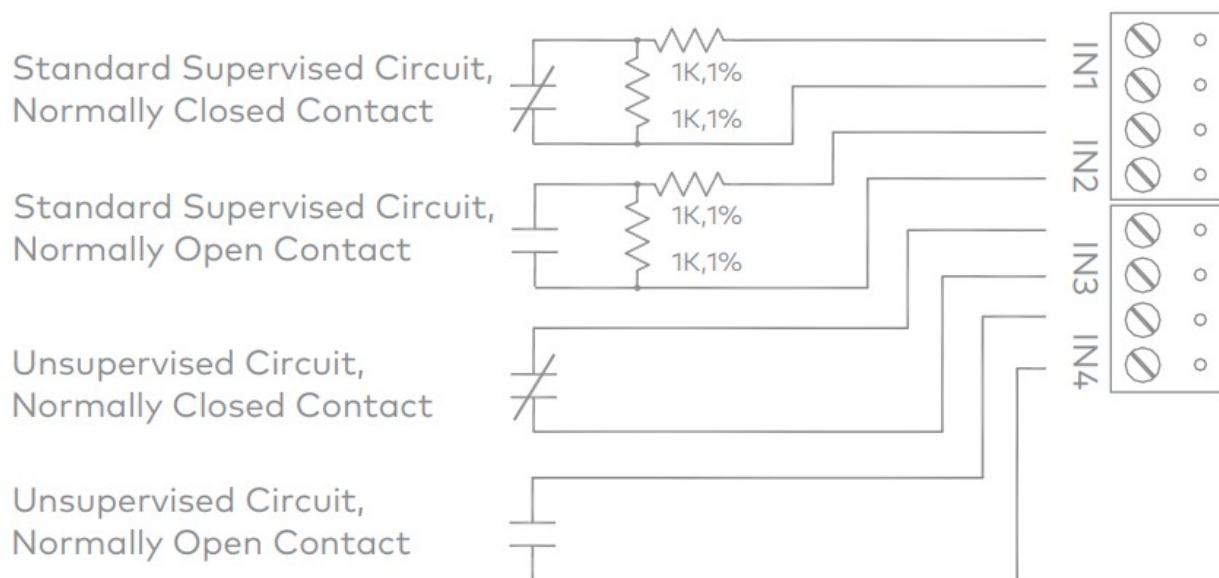 Standard Supervised Circuit,
Normally Closed Contact
1K,1%
1K,1%
IN1
Standard Supervised Circuit,
Normally Open Contact
1K,1%
1K,1%
IN2
Unsupervised Circuit,
Normally Closed Contact
IN3
Unsupervised Circuit,
Normally Open Contact
IN4